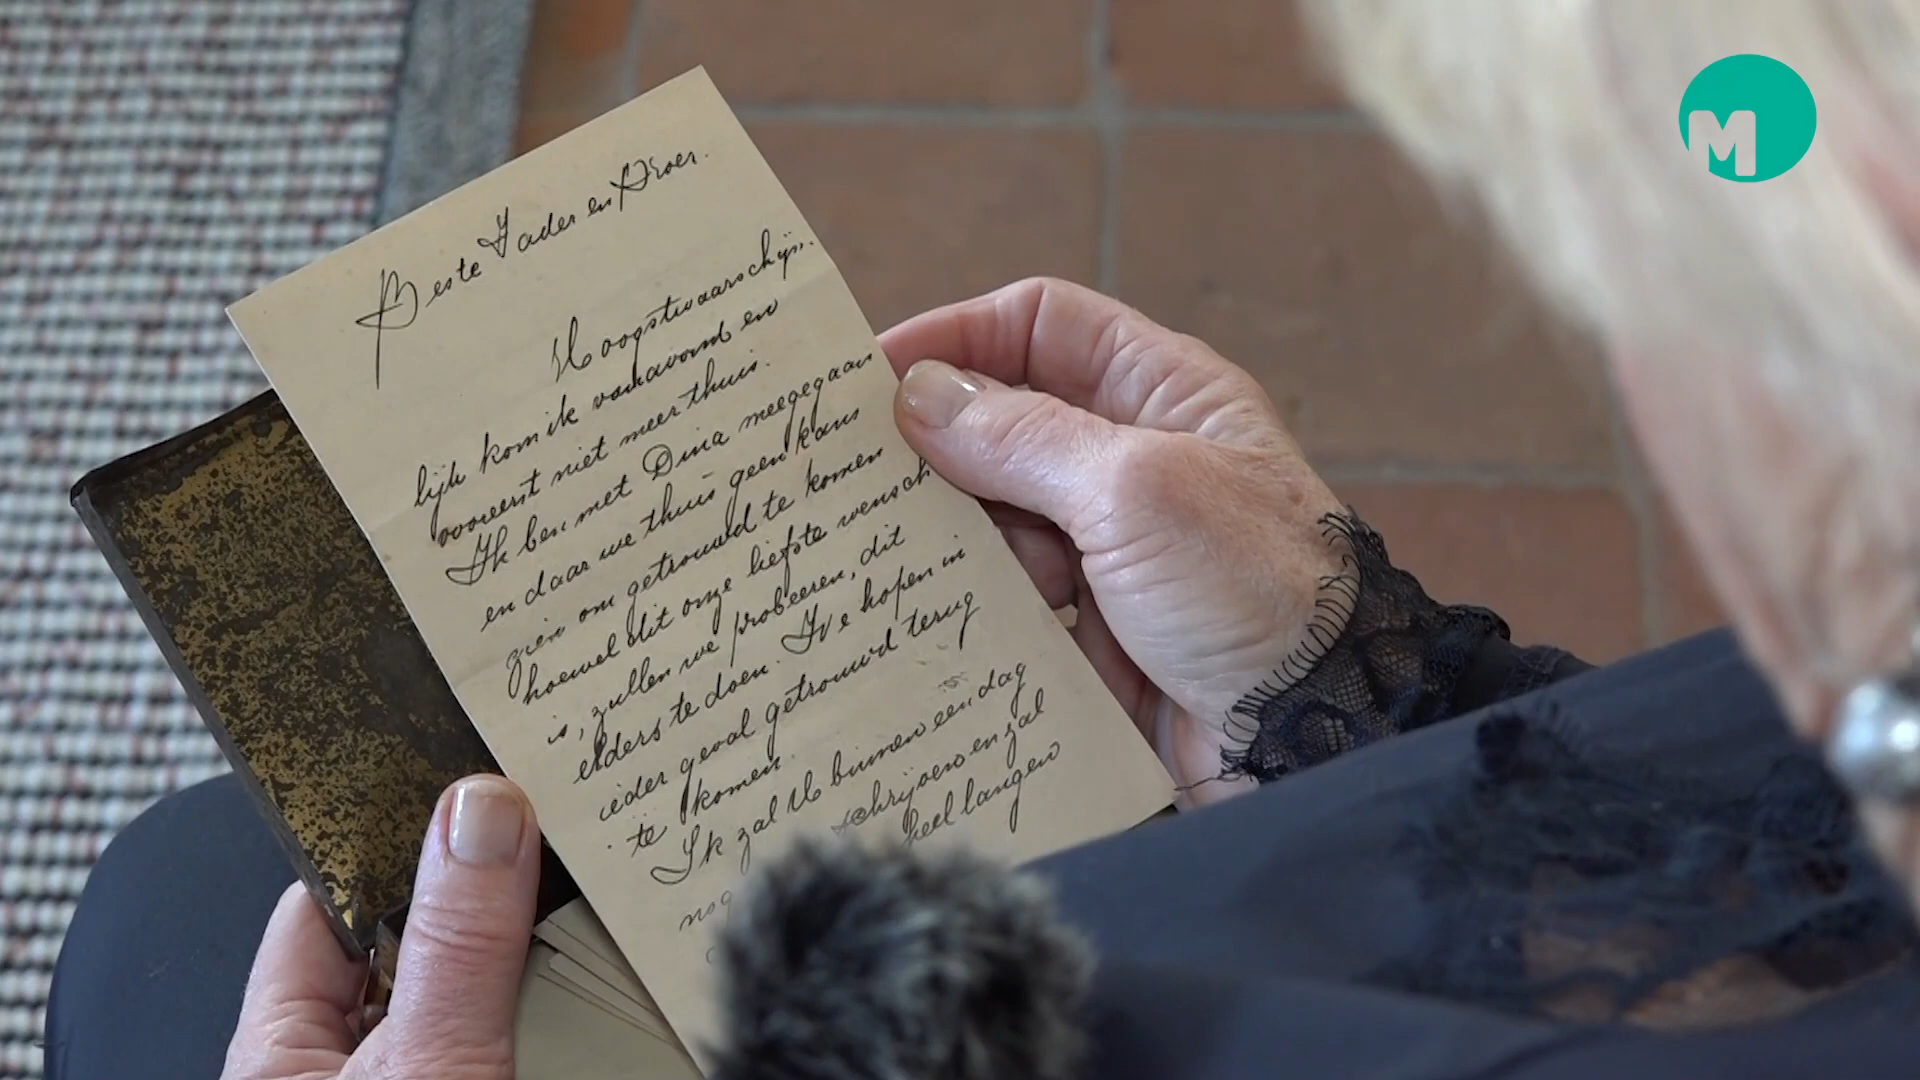 Beste Vader en Broer.
Hoogstwaarschijn-
lijk kom ik vanavond en
vooreerst niet meer thuis.
Ik ben met Dina meegegaan
en daar we thuis geen kans
zien om getrouwd te komen
hoewel dit onze liefste wensch
is, zullen we probeeren, dit
elders te doen. We hopen in
ieder geval getrouwd terug
te komen.
Ik zal U binnen een dag
schrijven en zal
nog heel langen
M